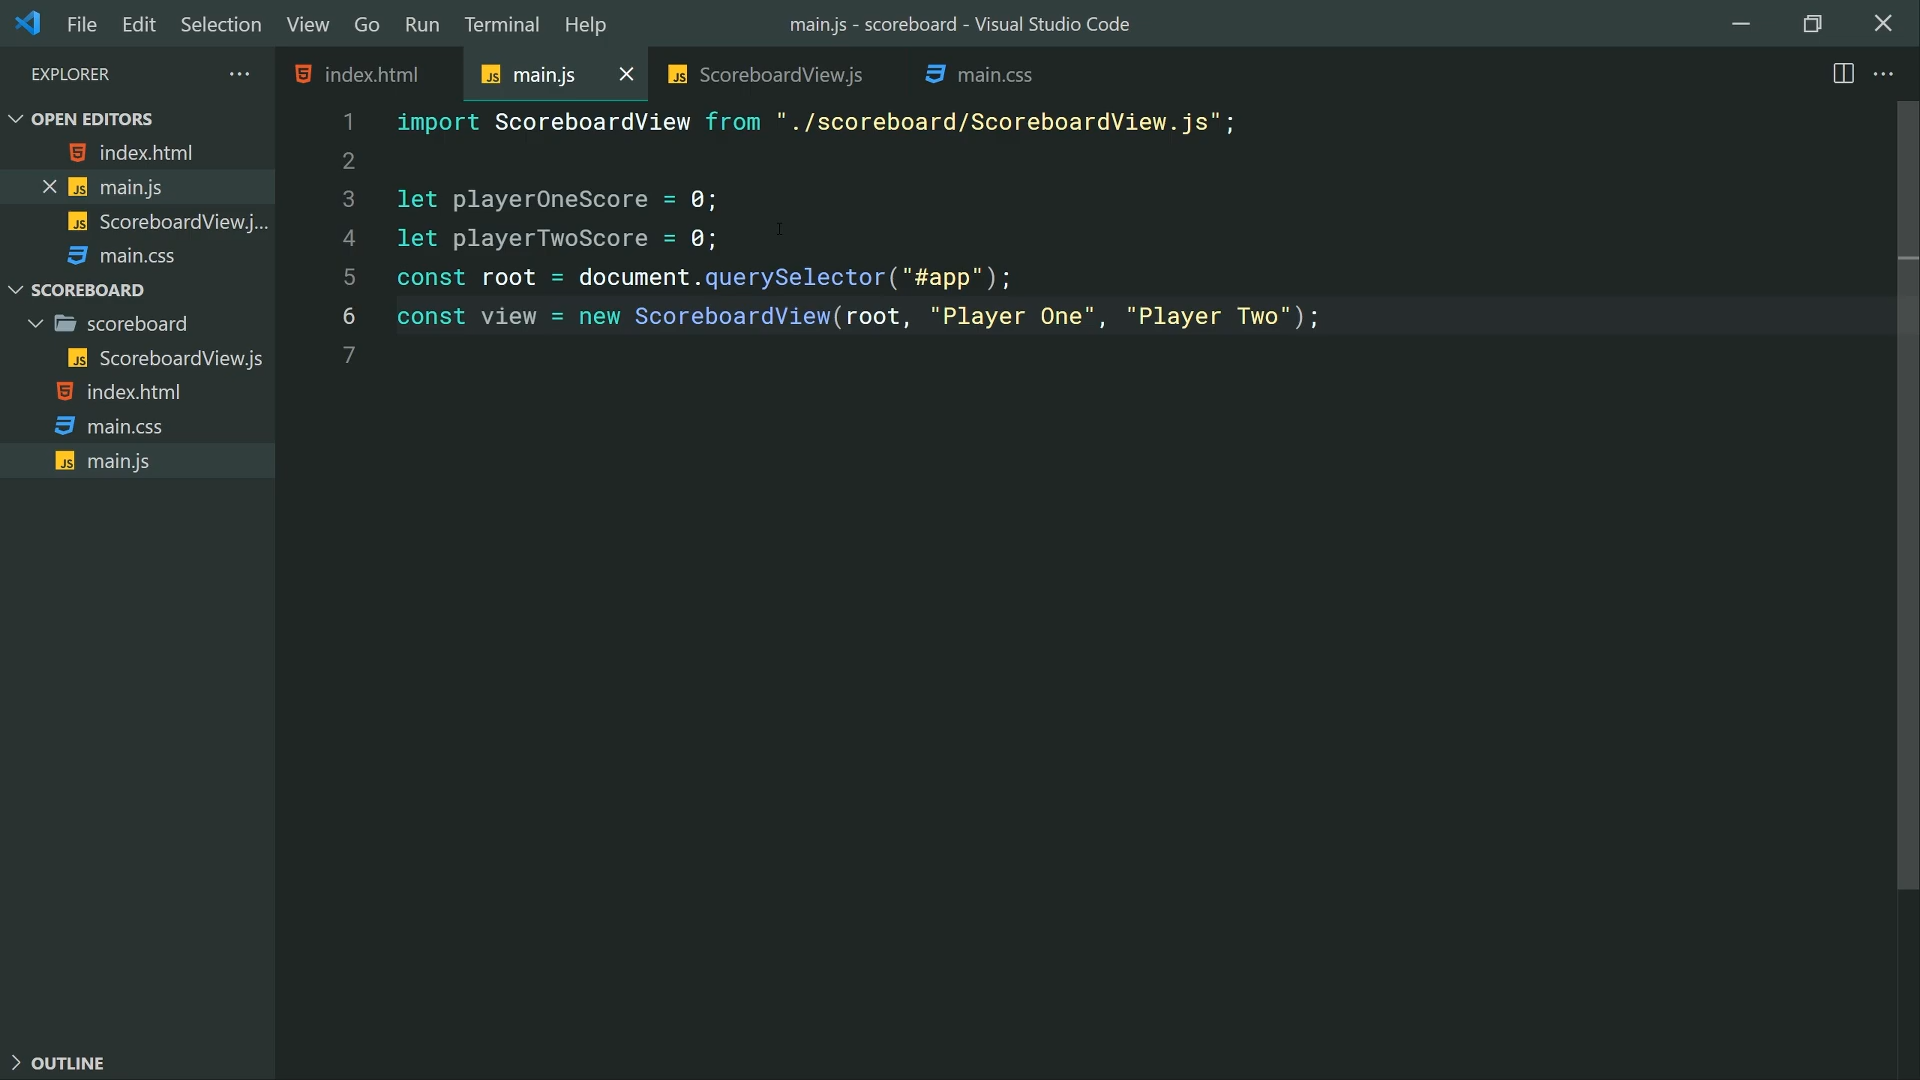 File Edit Selection View Go Run Terminal Help main.js - scoreboard - Visual Studio Code
EXPLORER
index.html main.js ScoreboardView.js main.css
OPEN EDITORS
index.html
main.js
ScoreboardView.j...
main.css
SCOREBOARD
scoreboard
ScoreboardView.js
index.html
main.css
main.js
OUTLINE
1 import ScoreboardView from "./scoreboard/ScoreboardView.js";
2
3 let playerOneScore = 0;
4 let playerTwoScore = 0;
5 const root = document.querySelector("#app");
6 const view = new ScoreboardView(root, "Player One", "Player Two");
7